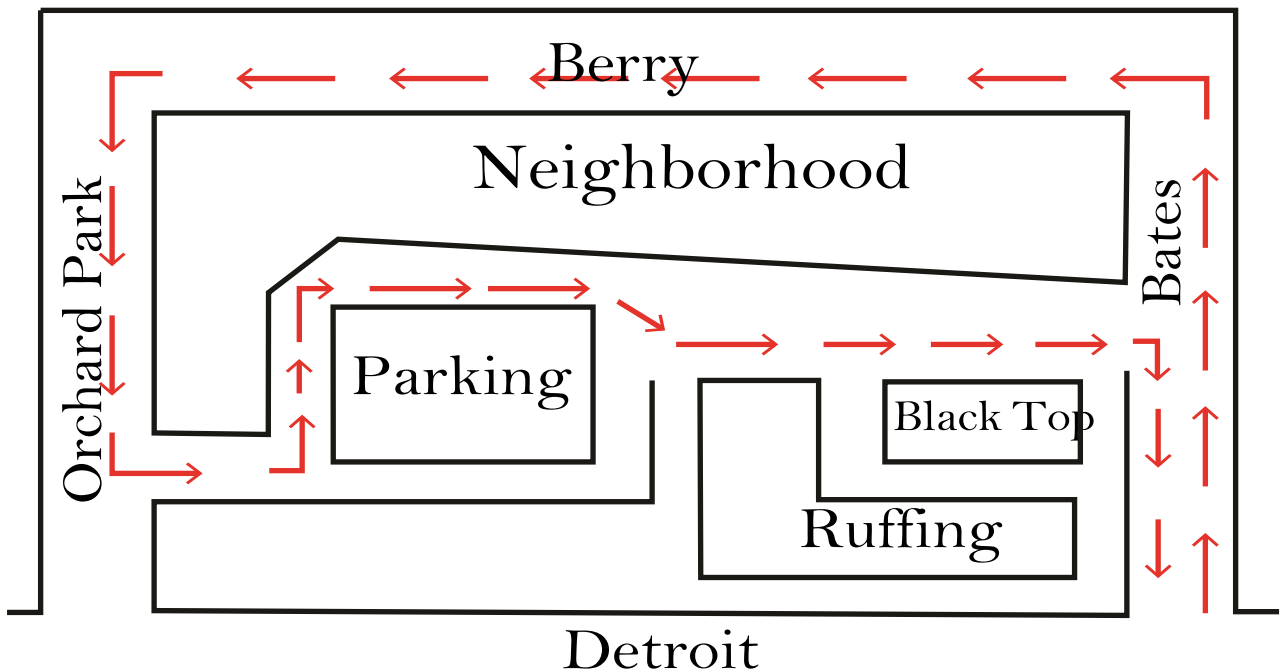 Berry
Neighborhood
Orchard Park
Bates
Parking
Black Top
Ruffing
Detroit